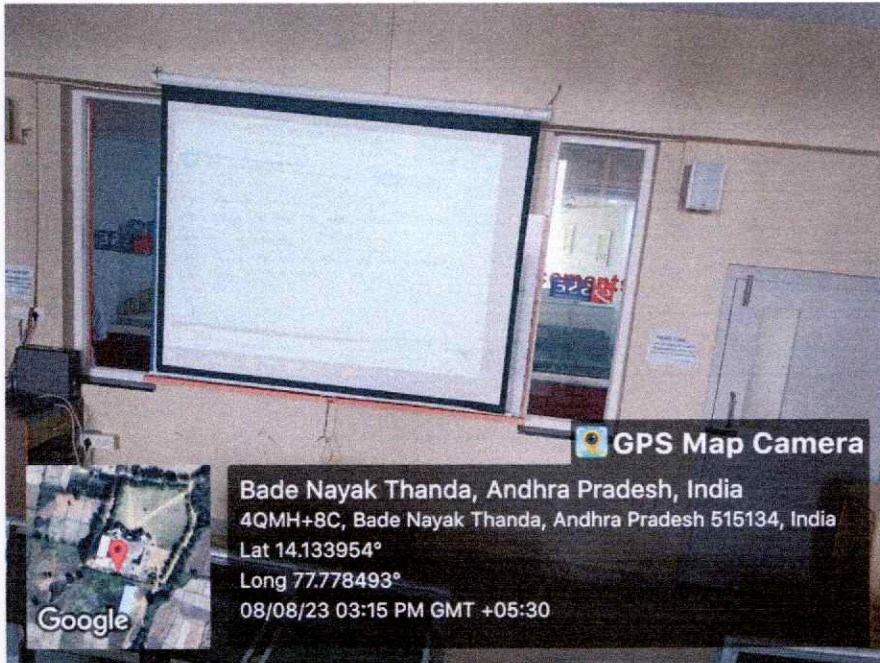 GPS Map Camera
Bade Nayak Thanda, Andhra Pradesh, India
4QMH+8C, Bade Nayak Thanda, Andhra Pradesh 515134, India
Lat 14.133954°
Long 77.778493°
08/08/23 03:15 PM GMT +05:30
Google